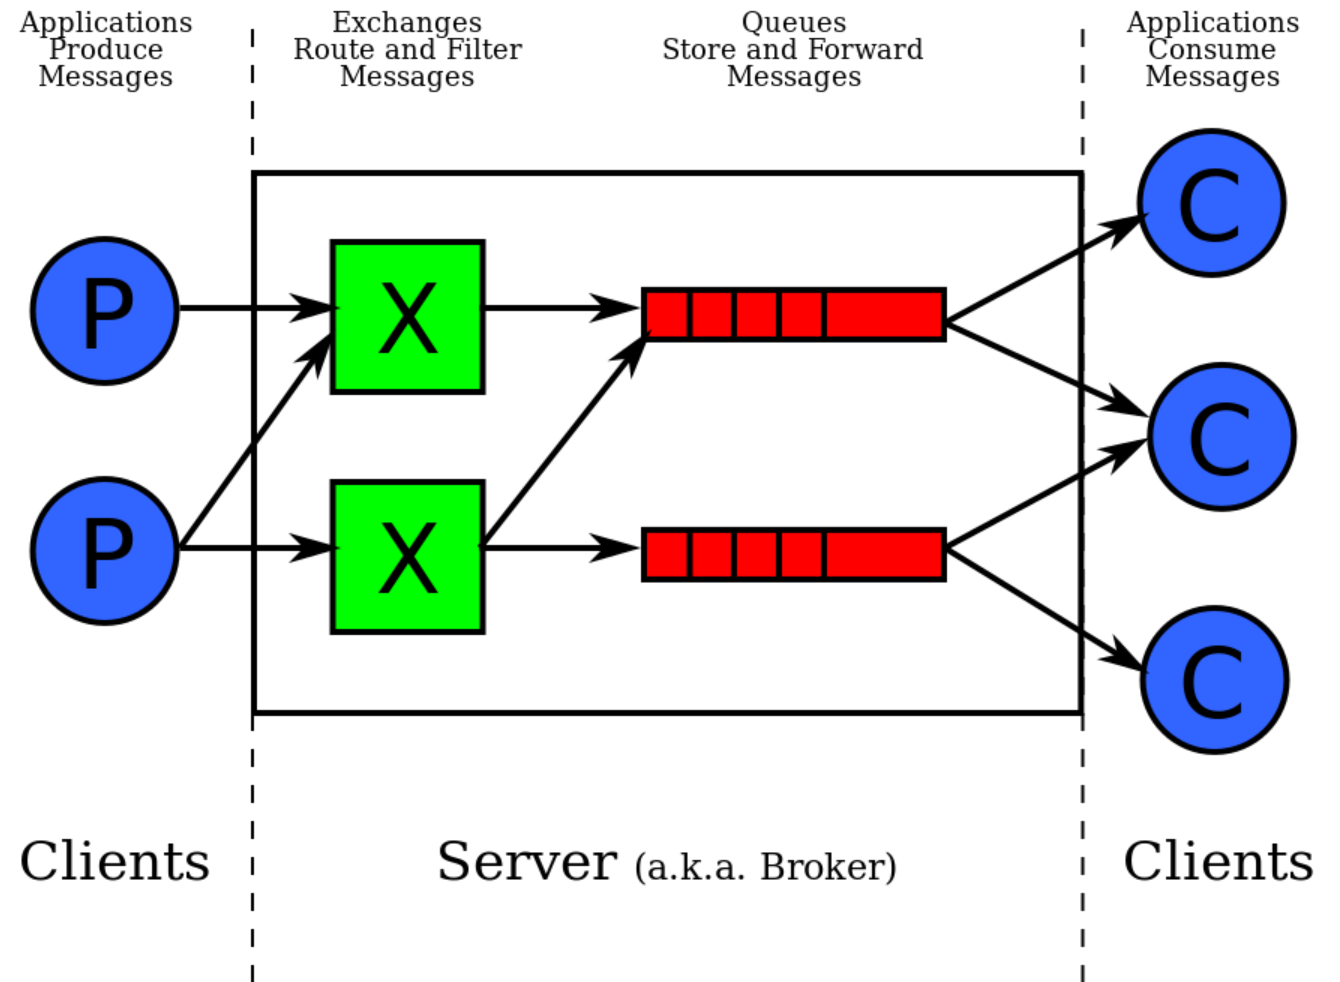 Applications
Produce
Messages
Exchanges
Route and Filter
Messages
Queues
Store and Forward
Messages
Applications
Consume
Messages
P
P
X
X
C
C
C
Clients
Server (a.k.a. Broker)
Clients